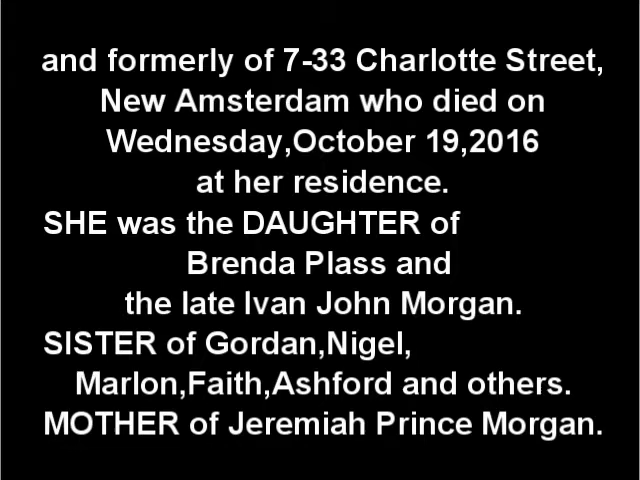 and formerly of 7-33 Charlotte Street,
New Amsterdam who died on
Wednesday,October 19,2016
at her residence.
SHE was the DAUGHTER of
Brenda Plass and
the late Ivan John Morgan.
SISTER of Gordan,Nigel,
Marlon,Faith,Ashford and others.
MOTHER of Jeremiah Prince Morgan.